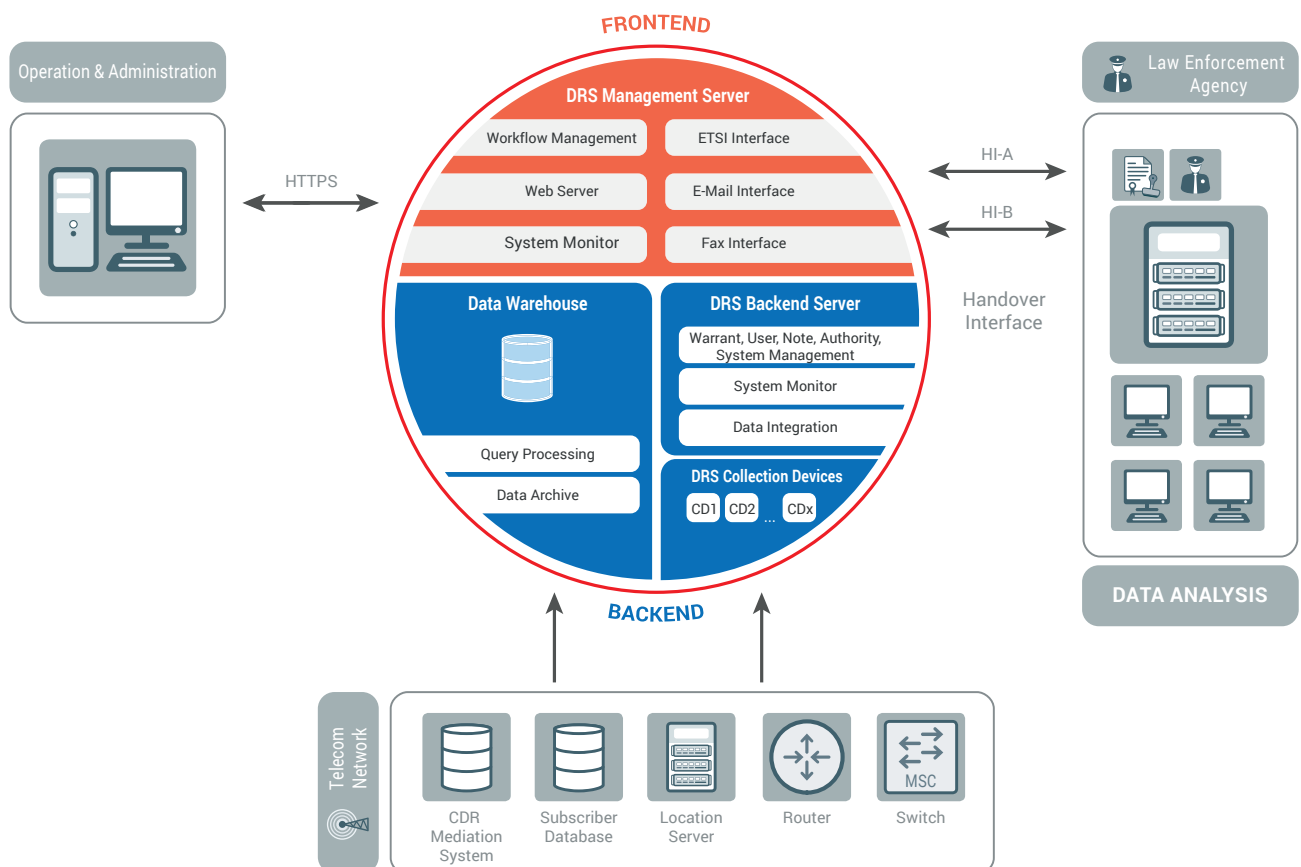 FRONTEND
Operation & Administration
HTTPS
DRS Management Server
Workflow Management
ETSI Interface
Web Server
E-Mail Interface
System Monitor
Fax Interface
Data Warehouse
Query Processing
Data Archive
DRS Backend Server
Warrant, User, Note, Authority,
System Management
System Monitor
Data Integration
DRS Collection Devices
CD1
CD2
...
CDx
BACKEND
HI-A
HI-B
Handover
Interface
Law Enforcement
Agency
DATA ANALYSIS
Telecom
Network
CDR
Mediation
System
Subscriber
Database
Location
Server
Router
MSC
Switch